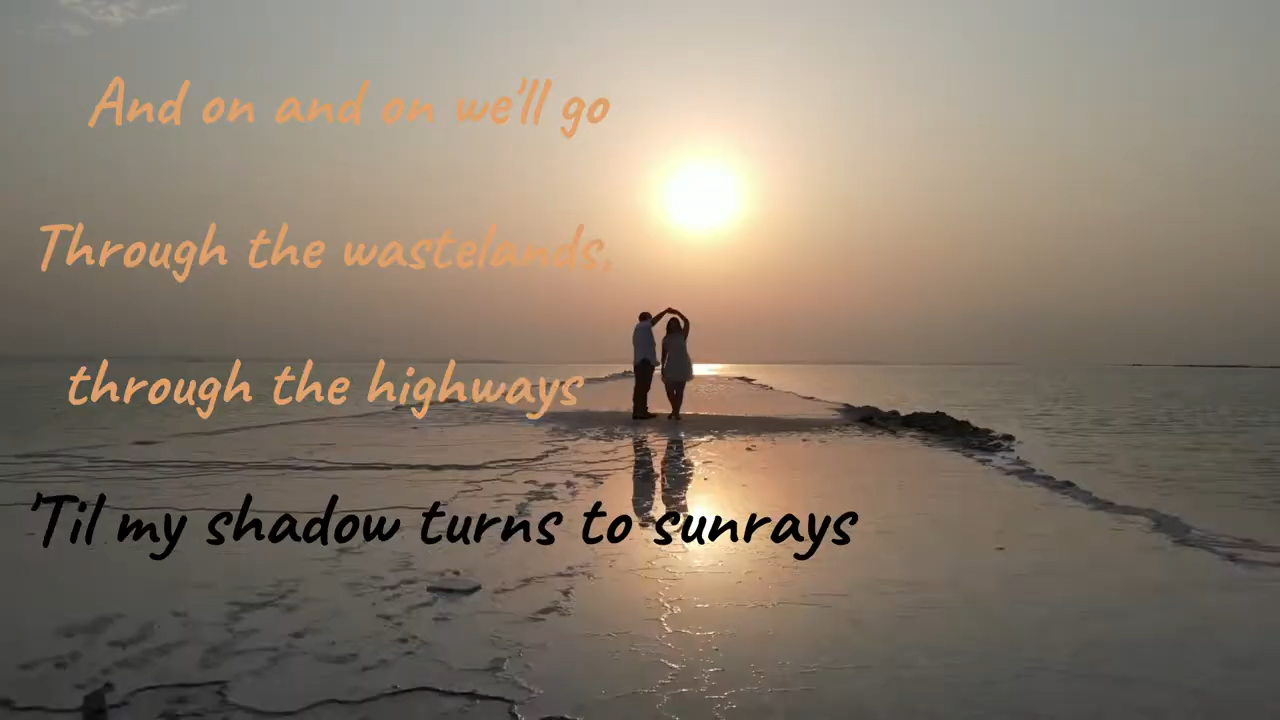 And on and on we'll go
Through the wastelands,
through the highways
'Til my shadow turns to sunrays